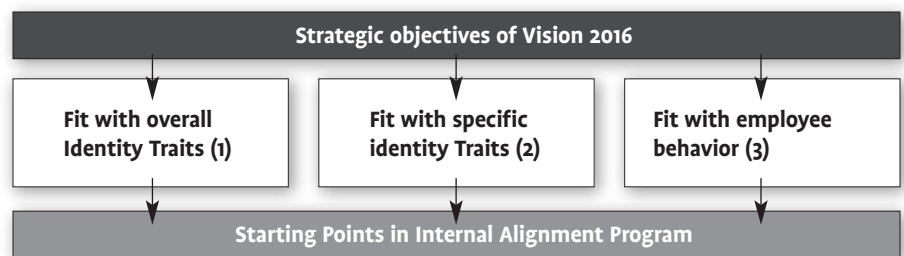 Strategic objectives of Vision 2016
Fit with overall
Identity Traits (1)
Fit with specific
identity Traits (2)
Fit with employee
behavior (3)
Starting Points in Internal Alignment Program